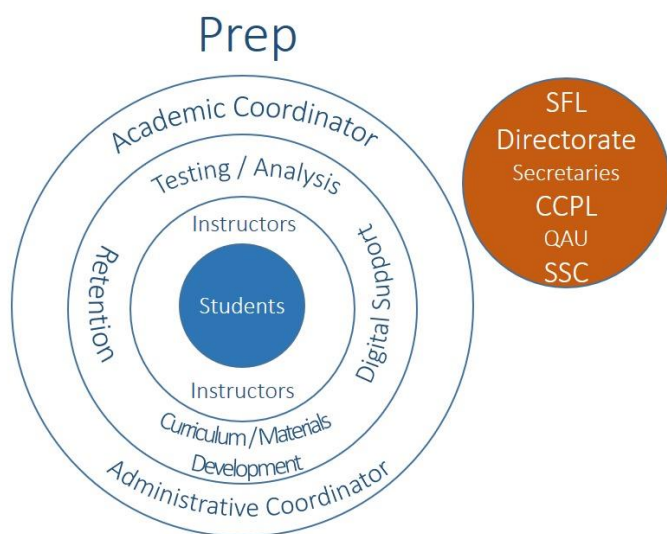 Prep
Academic Coordinator
Testing / Analysis
Instructors
Retention
Digital Support
Students
Instructors
Curriculum / Materials
Development
Administrative Coordinator
SFL
Directorate
Secretaries
CCPL
QAU
SSC